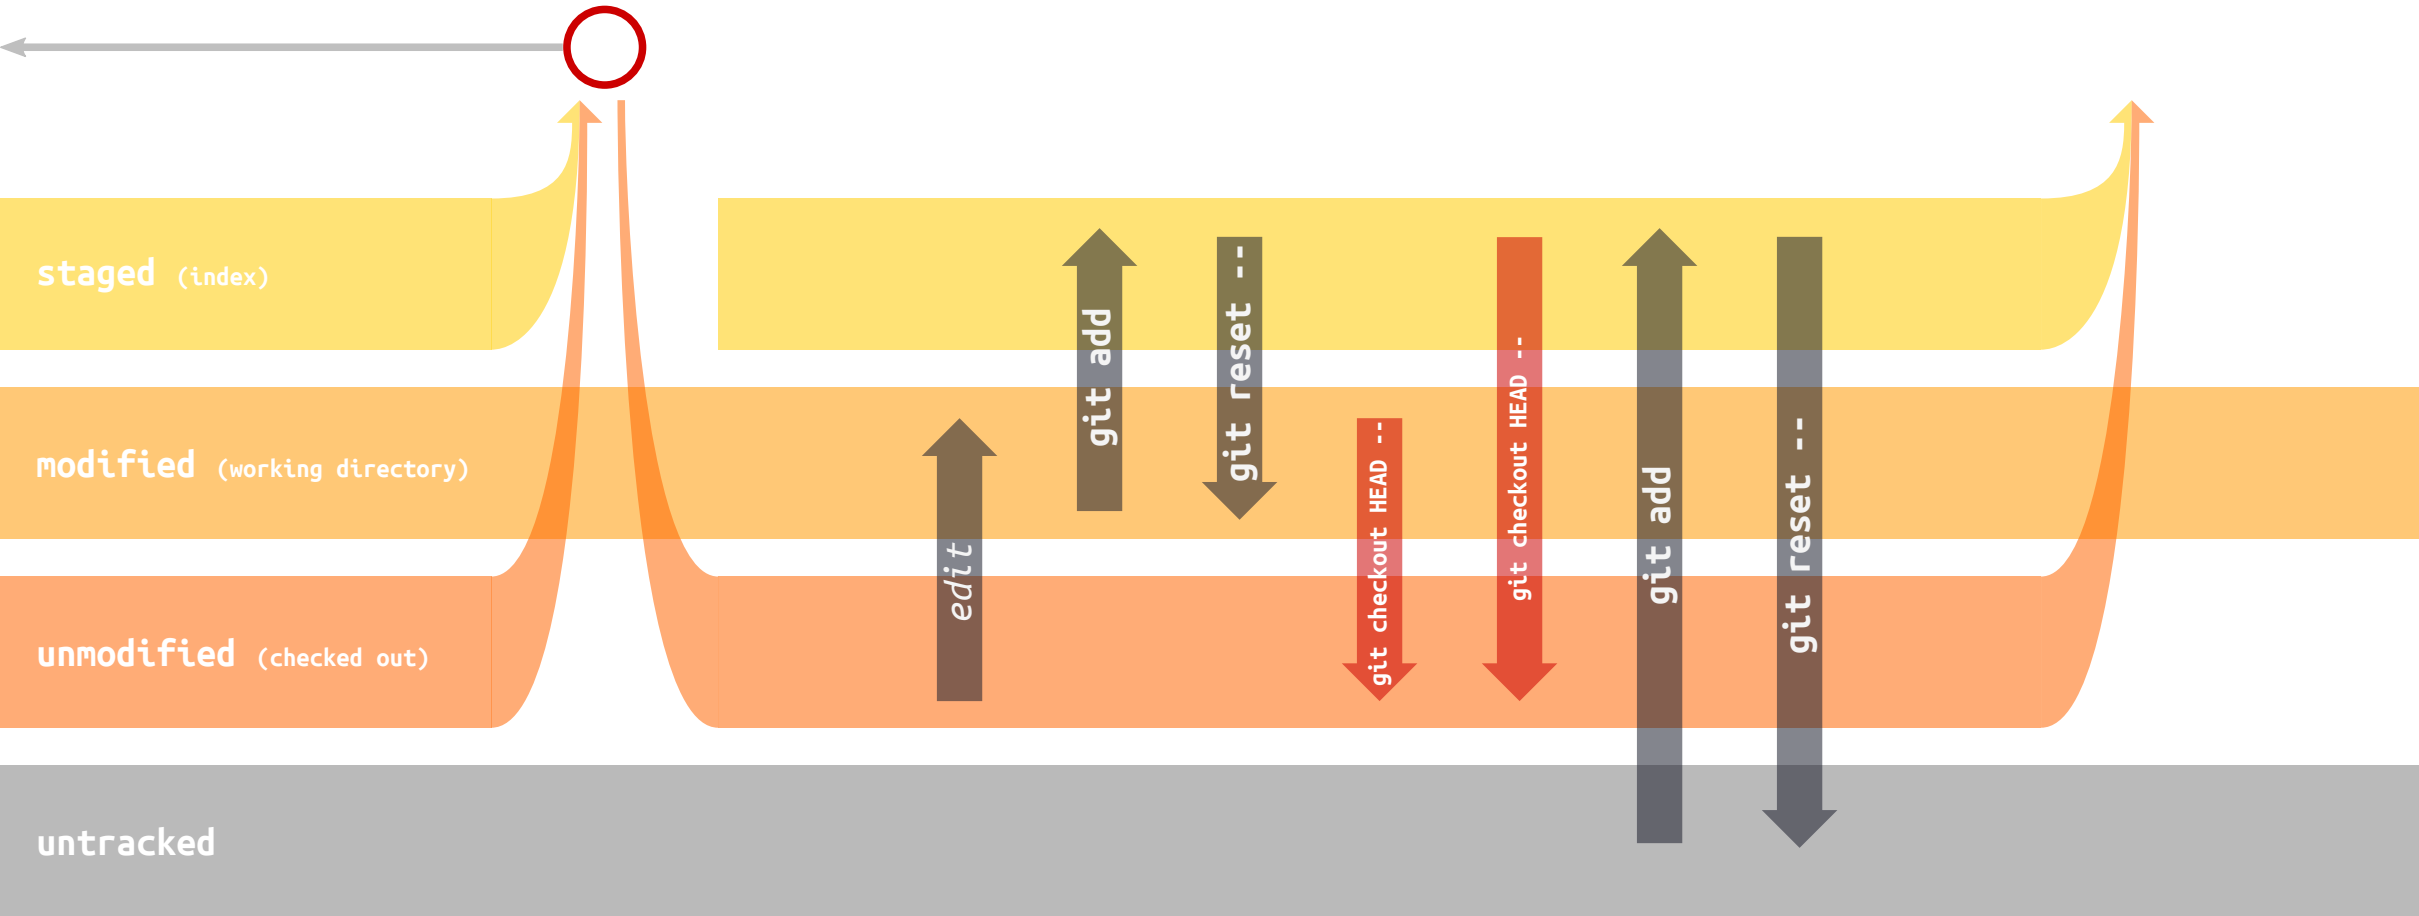 staged (index)
modified (working directory)
unmodified (checked out)
untracked
edit
git add
git reset --
git checkout HEAD --
git checkout HEAD --
git add
git reset --